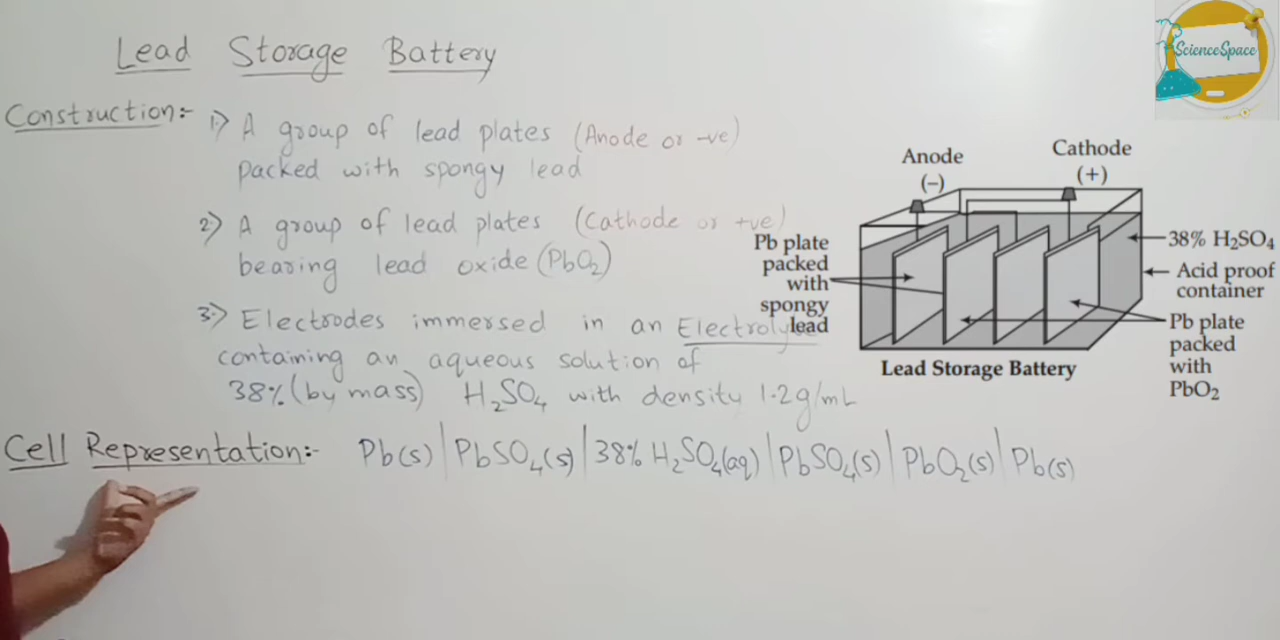 Lead Storage Battery
Construction:-
1) A group of lead plates (Anode or -ve)
packed with spongy lead
2) A group of lead plates (Cathode or +ve)
bearing lead oxide (PbO₂)
3) Electrodes immersed in an
containing an aqueous solution of
38% (by mass) H₂SO₄ with density 1.2g/mL
Cell Representation:- Pb(s) | PbSO₄(s) | 38% H₂SO₄(aq) | PbSO₄(s) | PbO₂(s) | Pb(s)
ScienceSpace
Anode
(-)
Cathode
(+)
Pb plate
packed
with
spongy
lead
38% H₂SO₄
Acid proof
container
Pb plate
packed
with
PbO₂
Lead Storage Battery